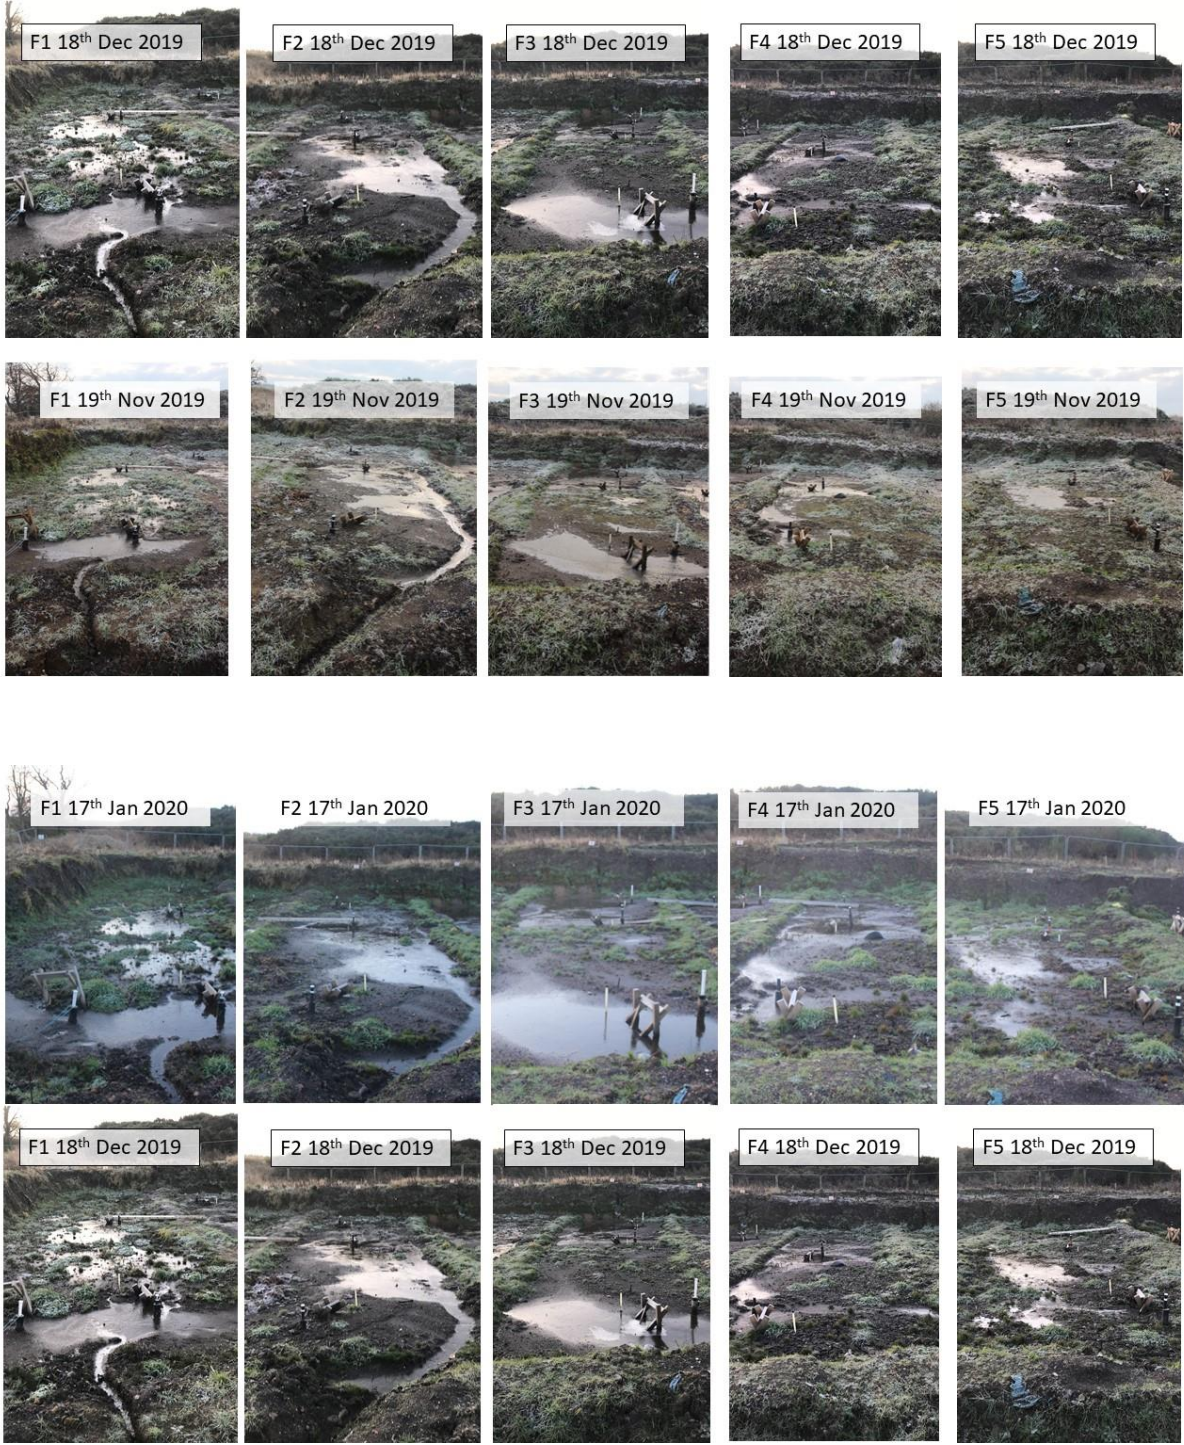 F1 18th Dec 2019
F2 18th Dec 2019
F3 18th Dec 2019
F4 18th Dec 2019
F5 18th Dec 2019
F1 19th Nov 2019
F2 19th Nov 2019
F3 19th Nov 2019
F4 19th Nov 2019
F5 19th Nov 2019
F1 17th Jan 2020
F2 17th Jan 2020
F3 17th Jan 2020
F4 17th Jan 2020
F5 17th Jan 2020
F1 18th Dec 2019
F2 18th Dec 2019
F3 18th Dec 2019
F4 18th Dec 2019
F5 18th Dec 2019